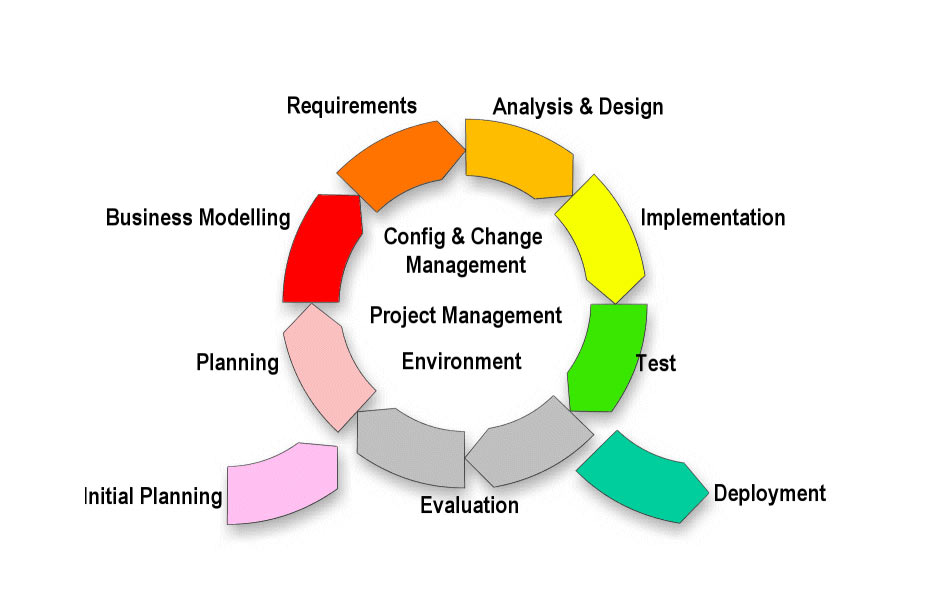 Requirements
Analysis & Design
Business Modelling
Implementation
Config & Change
Management
Project Management
Planning
Environment
Test
Initial Planning
Evaluation
Deployment